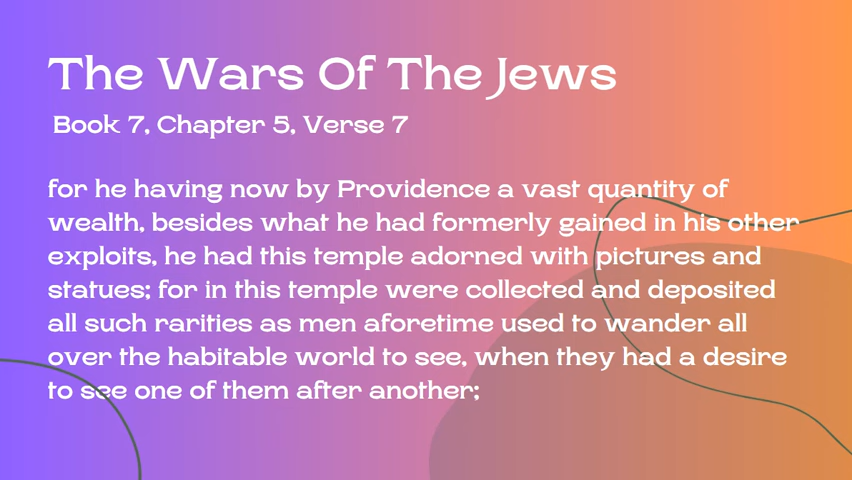 The Wars Of The Jews
Book 7, Chapter 5, Verse 7
for he having now by Providence a vast quantity of
wealth, besides what he had formerly gained in his other
exploits, he had this temple adorned with pictures and
statues; for in this temple were collected and deposited
all such rarities as men aforetime used to wander all
over the habitable world to see, when they had a desire
to see one of them after another;